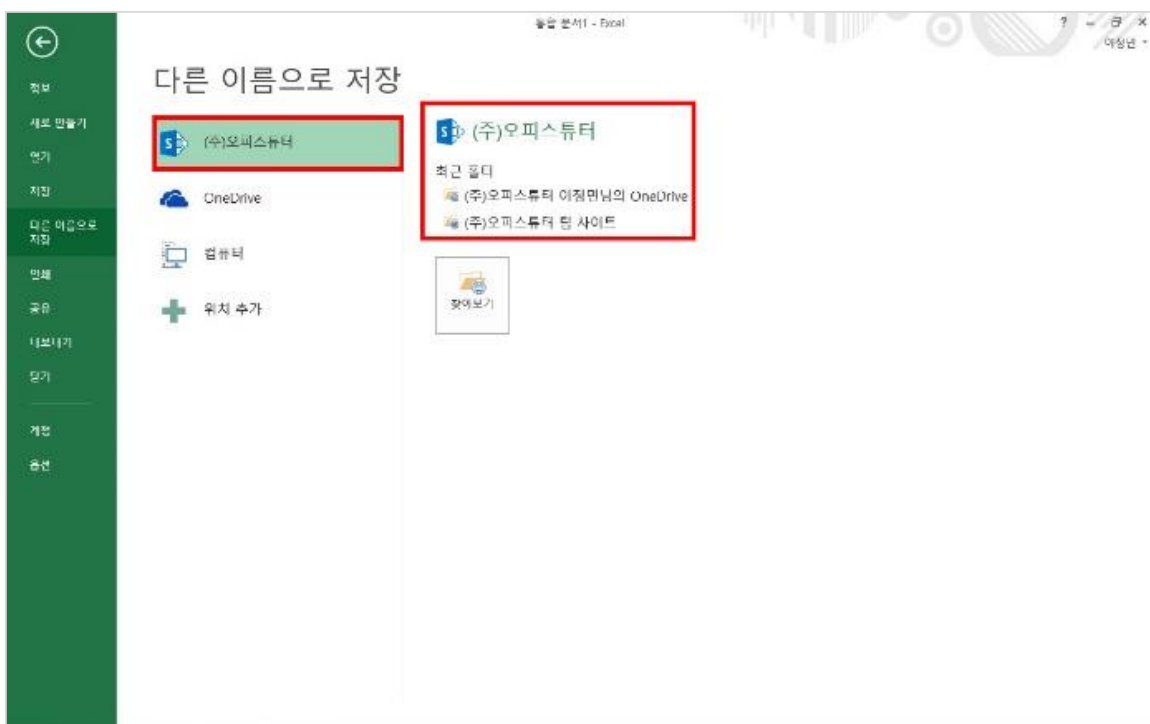 통합 문서1 - Excel
?
정보
새로 만들기
열기
저장
다른 이름으로
저장
인쇄
공유
내보내기
닫기
계정
옵션
다른 이름으로 저장
(주)오피스튜터
OneDrive
컴퓨터
위치 추가
(주)오피스튜터
최근 폴더
(주)오피스튜터 이정민님의 OneDrive
(주)오피스튜터 팀 사이트
찾아보기